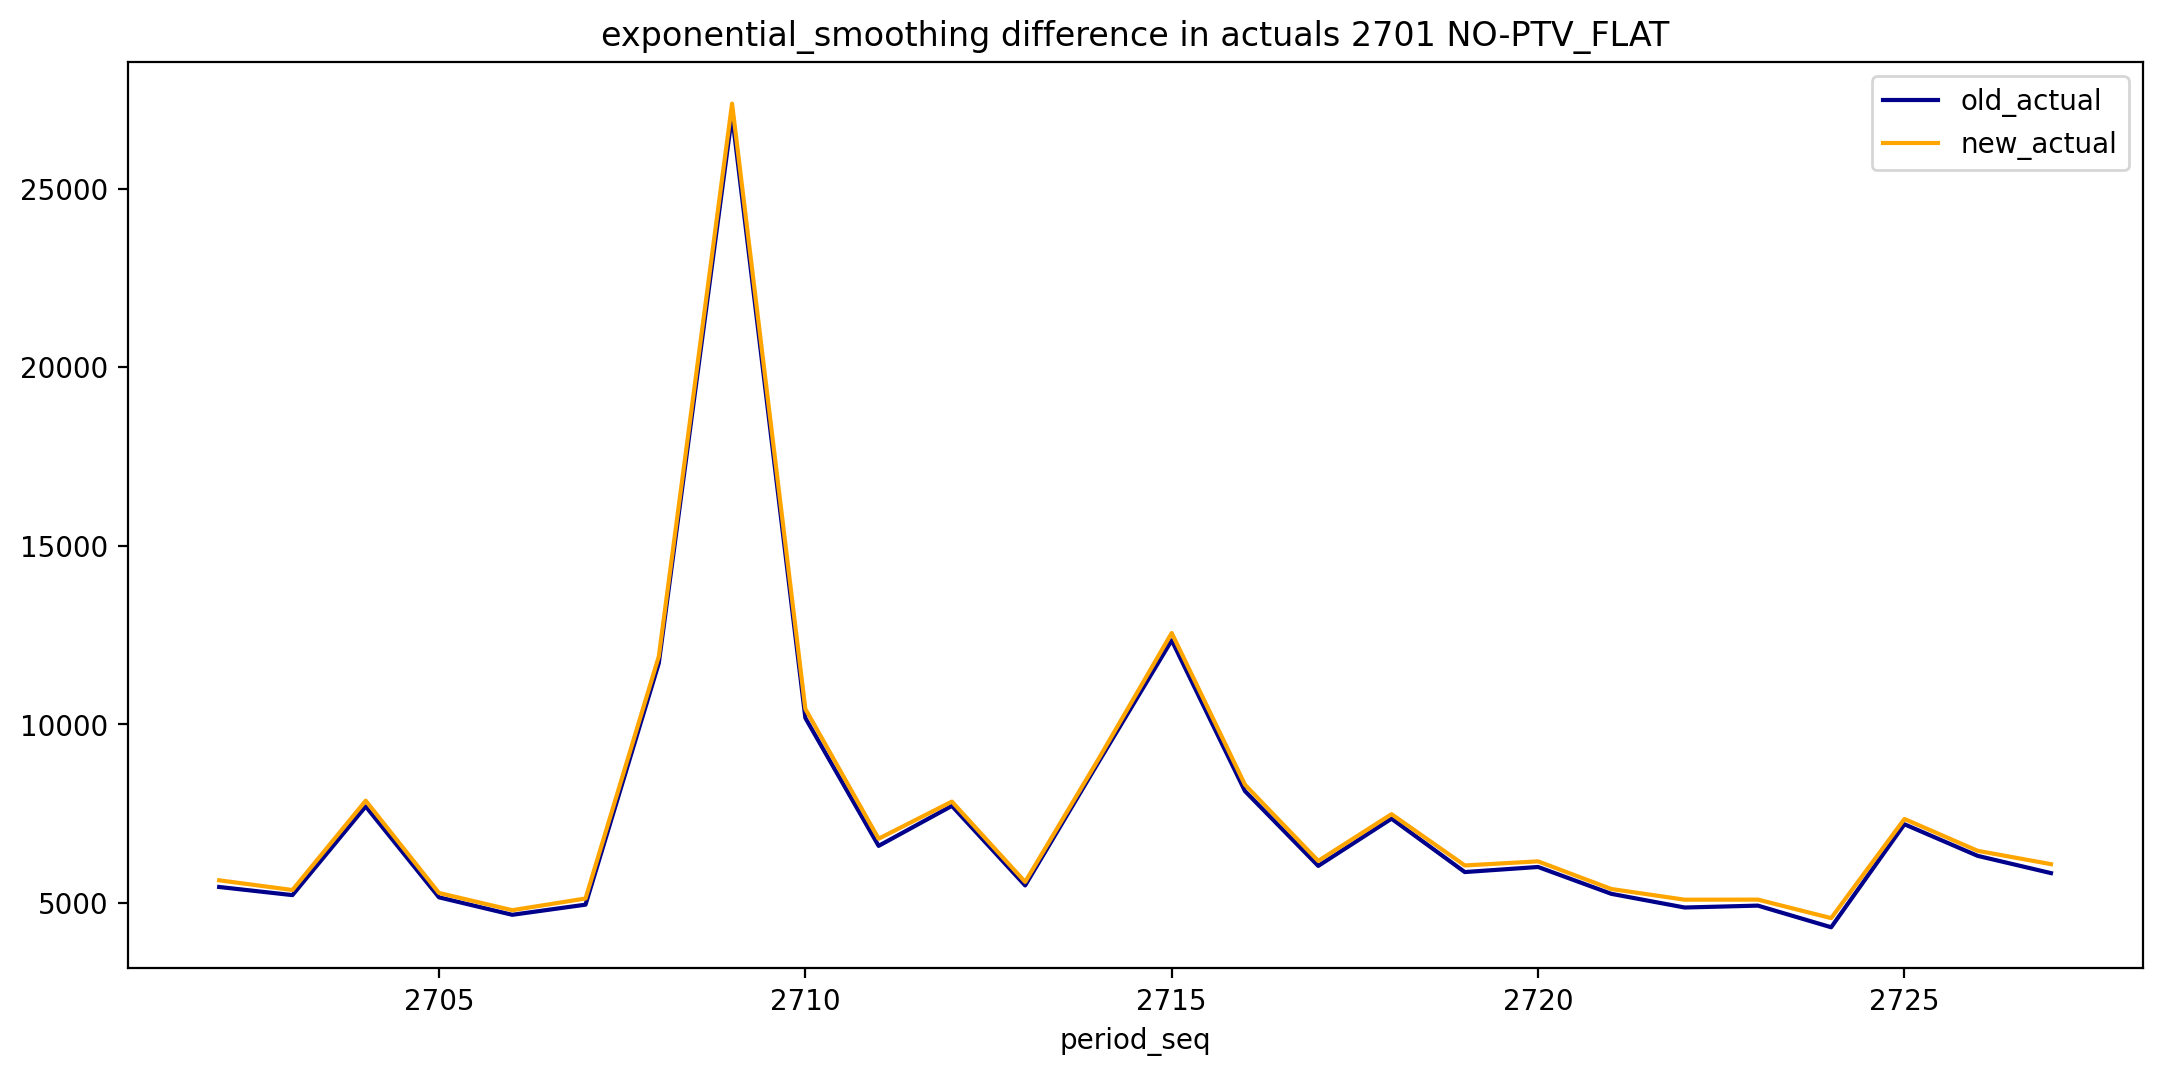 exponential_smoothing difference in actuals 2701 NO-PTV_FLAT
old_actual
new_actual
25000
20000
15000
10000
5000
2705 2710 2715 2720 2725
period_seq